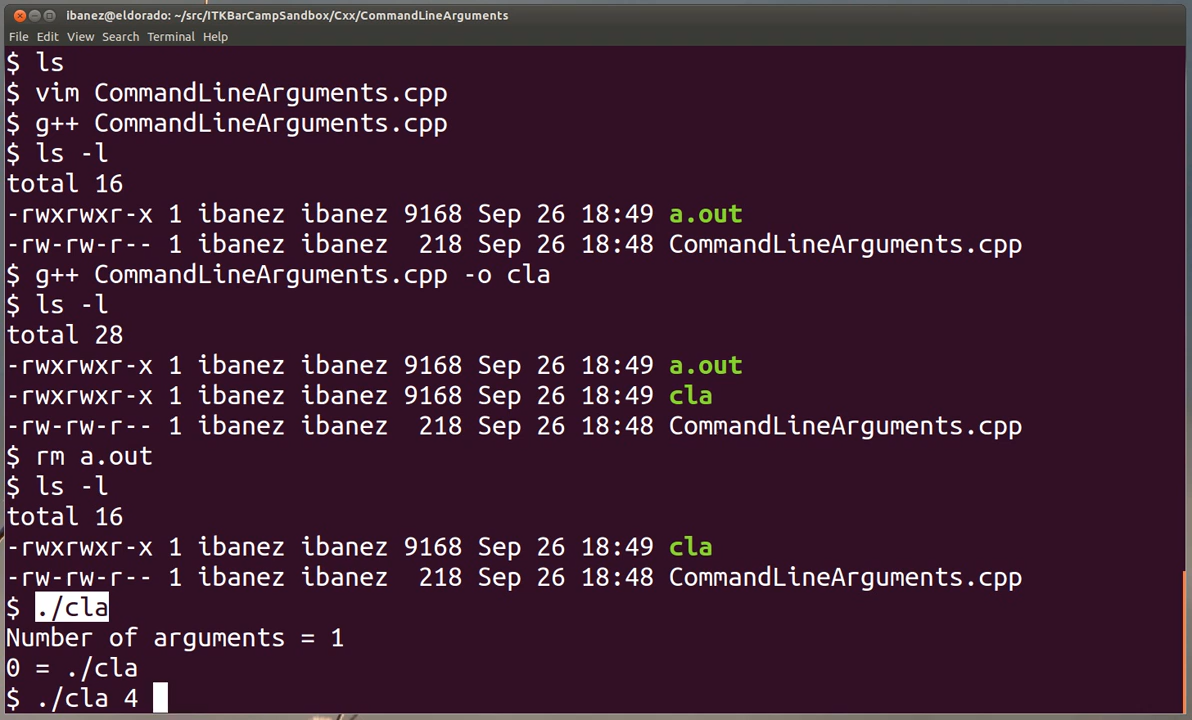 ibanez@eldorado: ~/src/ITKBarCampSandbox/Cxx/CommandLineArguments
File Edit View Search Terminal Help
$ ls
$ vim CommandLineArguments.cpp
$ g++ CommandLineArguments.cpp
$ ls -l
total 16
-rwxrwxr-x 1 ibanez ibanez 9168 Sep 26 18:49 a.out
-rw-rw-r-- 1 ibanez ibanez  218 Sep 26 18:48 CommandLineArguments.cpp
$ g++ CommandLineArguments.cpp -o cla
$ ls -l
total 28
-rwxrwxr-x 1 ibanez ibanez 9168 Sep 26 18:49 a.out
-rwxrwxr-x 1 ibanez ibanez 9168 Sep 26 18:49 cla
-rw-rw-r-- 1 ibanez ibanez  218 Sep 26 18:48 CommandLineArguments.cpp
$ rm a.out
$ ls -l
total 16
-rwxrwxr-x 1 ibanez ibanez 9168 Sep 26 18:49 cla
-rw-rw-r-- 1 ibanez ibanez  218 Sep 26 18:48 CommandLineArguments.cpp
$ ./cla
Number of arguments = 1
0 = ./cla
$ ./cla 4